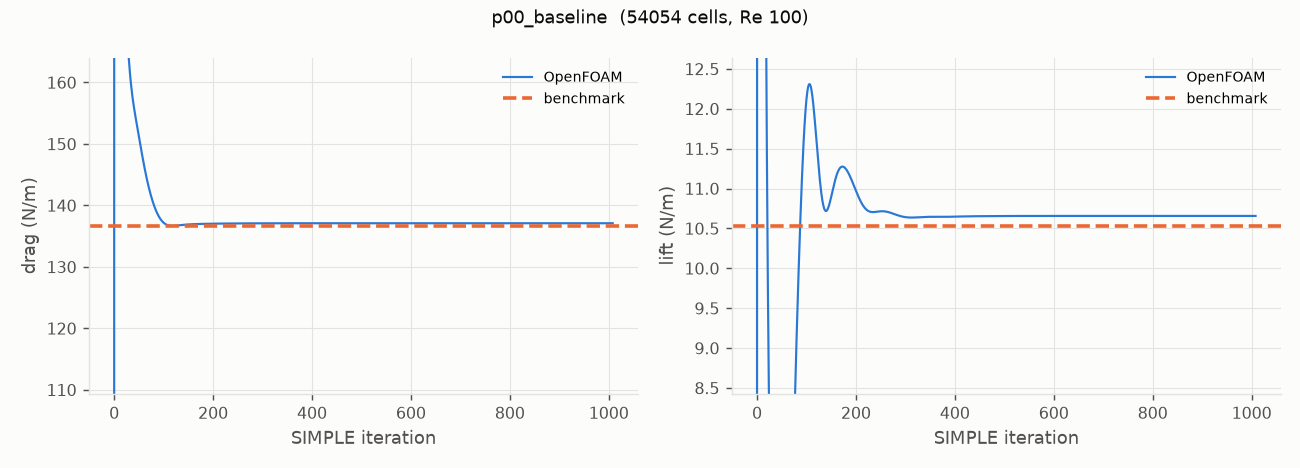 p00_baseline  (54054 cells, Re 100)
drag (N/m)
160
150
140
130
120
110
OpenFOAM
benchmark
0 200 400 600 800 1000
SIMPLE iteration
lift (N/m)
12.5
12.0
11.5
11.0
10.5
10.0
9.5
9.0
8.5
OpenFOAM
benchmark
0 200 400 600 800 1000
SIMPLE iteration